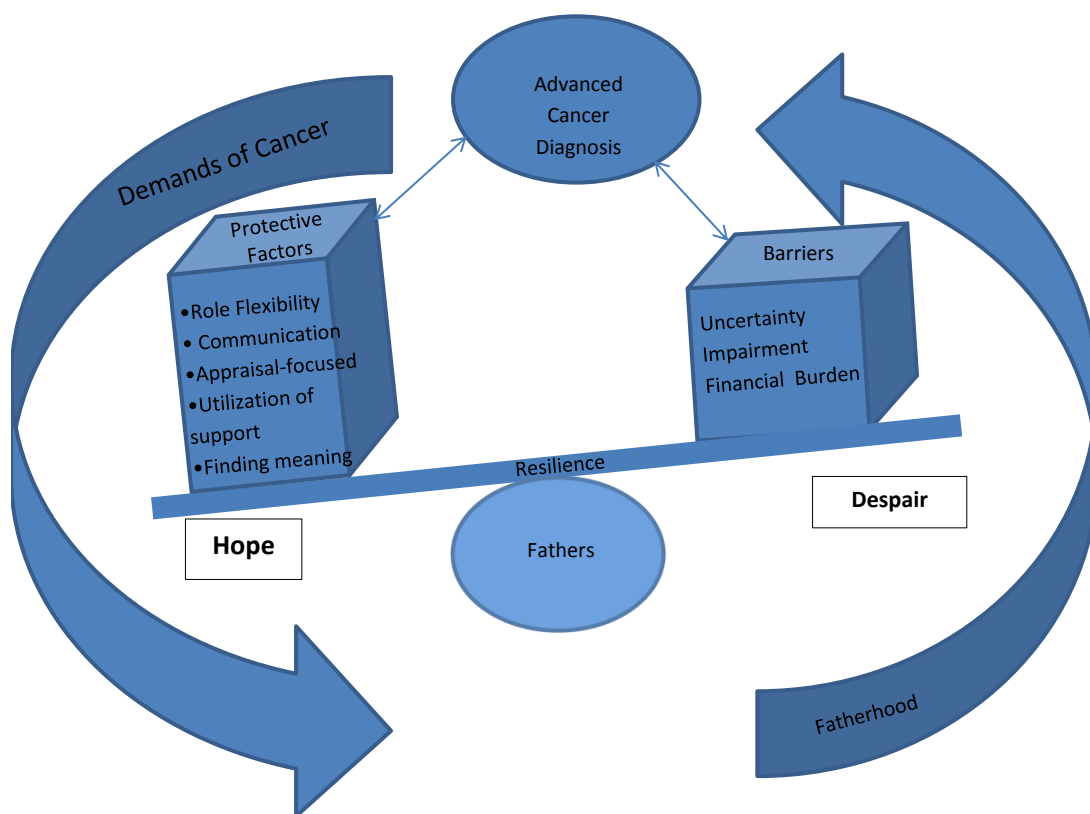 Advanced
Cancer
Diagnosis
Demands of Cancer
Protective
Factors
•Role Flexibility
• Communication
•Appraisal-focused
•Utilization of
support
•Finding meaning
Barriers
Uncertainty
Impairment
Financial Burden
Resilience
Hope
Despair
Fathers
Fatherhood